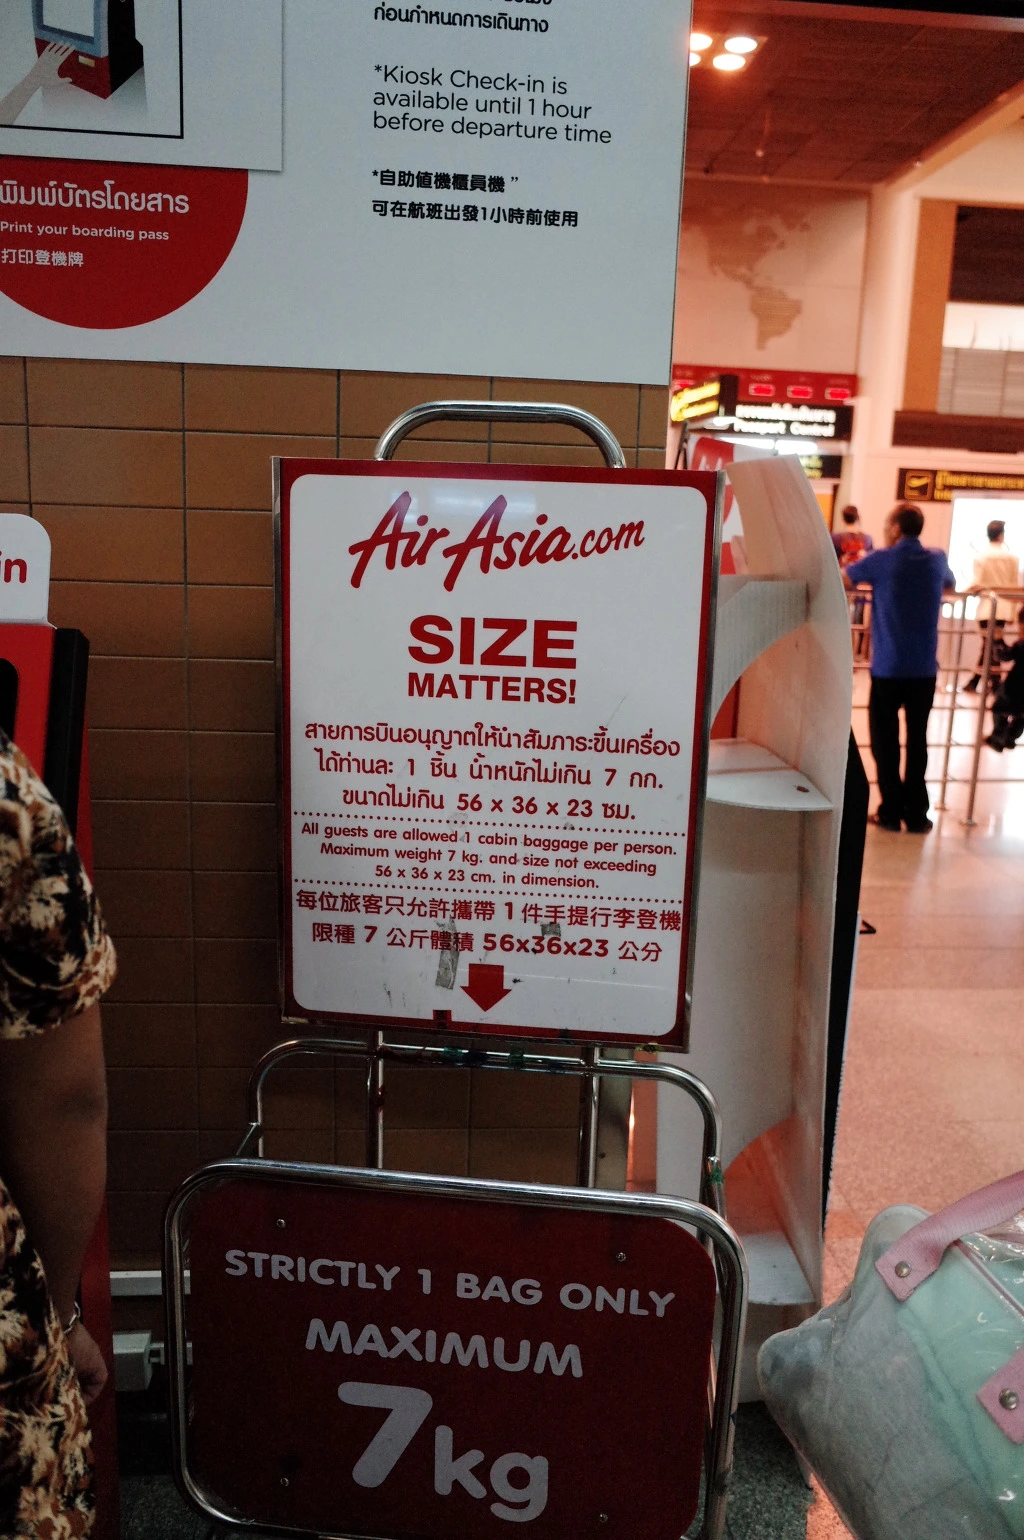 ก่อนกำหนดการเดินทาง
*Kiosk Check-in is
available until 1 hour
before departure time
*自助值機櫃員機 ”
可在航班出發1小時前使用
พิมพ์บัตรโดยสาร
Print your boarding pass
打印登機牌
Passport Control
in
AirAsia.com
SIZE
MATTERS!
สายการบินอนุญาตให้นำสัมภาระขึ้นเครื่อง
ได้ท่านละ 1 ชิ้น น้ำหนักไม่เกิน 7 กก.
ขนาดไม่เกิน 56 x 36 x 23 ซม.
All guests are allowed 1 cabin baggage per person.
Maximum weight 7 kg. and size not exceeding
56 x 36 x 23 cm. in dimension.
每位旅客只允許攜帶 1 件手提行李登機
限種 7 公斤體積 56x36x23 公分
STRICTLY 1 BAG ONLY
MAXIMUM
7kg